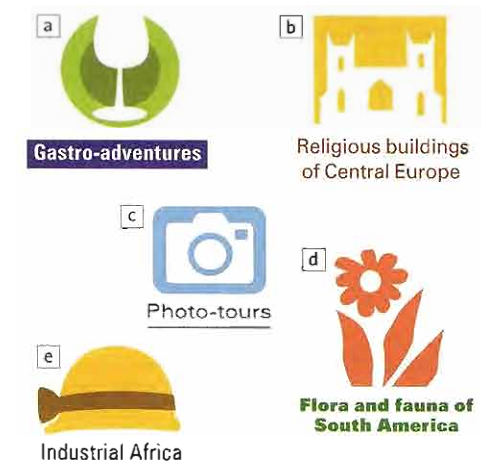 a
Gastro-adventures
b
Religious buildings
of Central Europe
c
Photo-tours
d
Flora and fauna of
South America
e
Industrial Africa